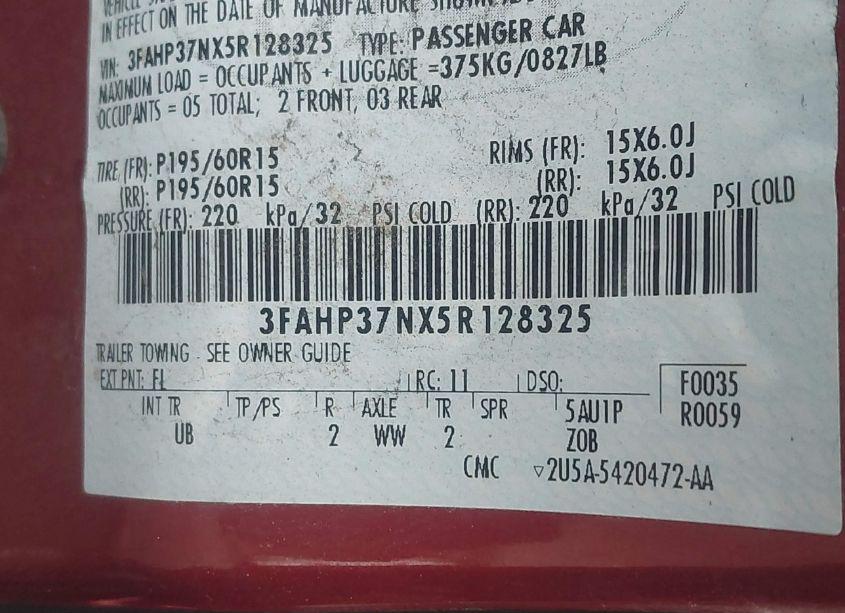 IN EFFECT ON THE DATE OF MANUFACTURE
VIN: 3FAHP37NX5R128325 TYPE: PASSENGER CAR
MAXIMUM LOAD = OCCUPANTS + LUGGAGE =375KG/0827LB
OCCUPANTS = 05 TOTAL; 2 FRONT, 03 REAR
TIRE (FR): P195/60R15 RIMS (FR): 15X6.0J
(RR): P195/60R15 (RR): 15X6.0J
PRESSURE (FR): 220 kPa/32 PSI COLD (RR): 220 kPa/32 PSI COLD
3FAHP37NX5R128325
TRAILER TOWING - SEE OWNER GUIDE
EXT PNT: FL RC: 11 DSO: F0035
INT TR TP/PS R AXLE TR SPR 5AU1P R0059
UB 2 WW 2 ZOB
CMC ▿2U5A-5420472-AA